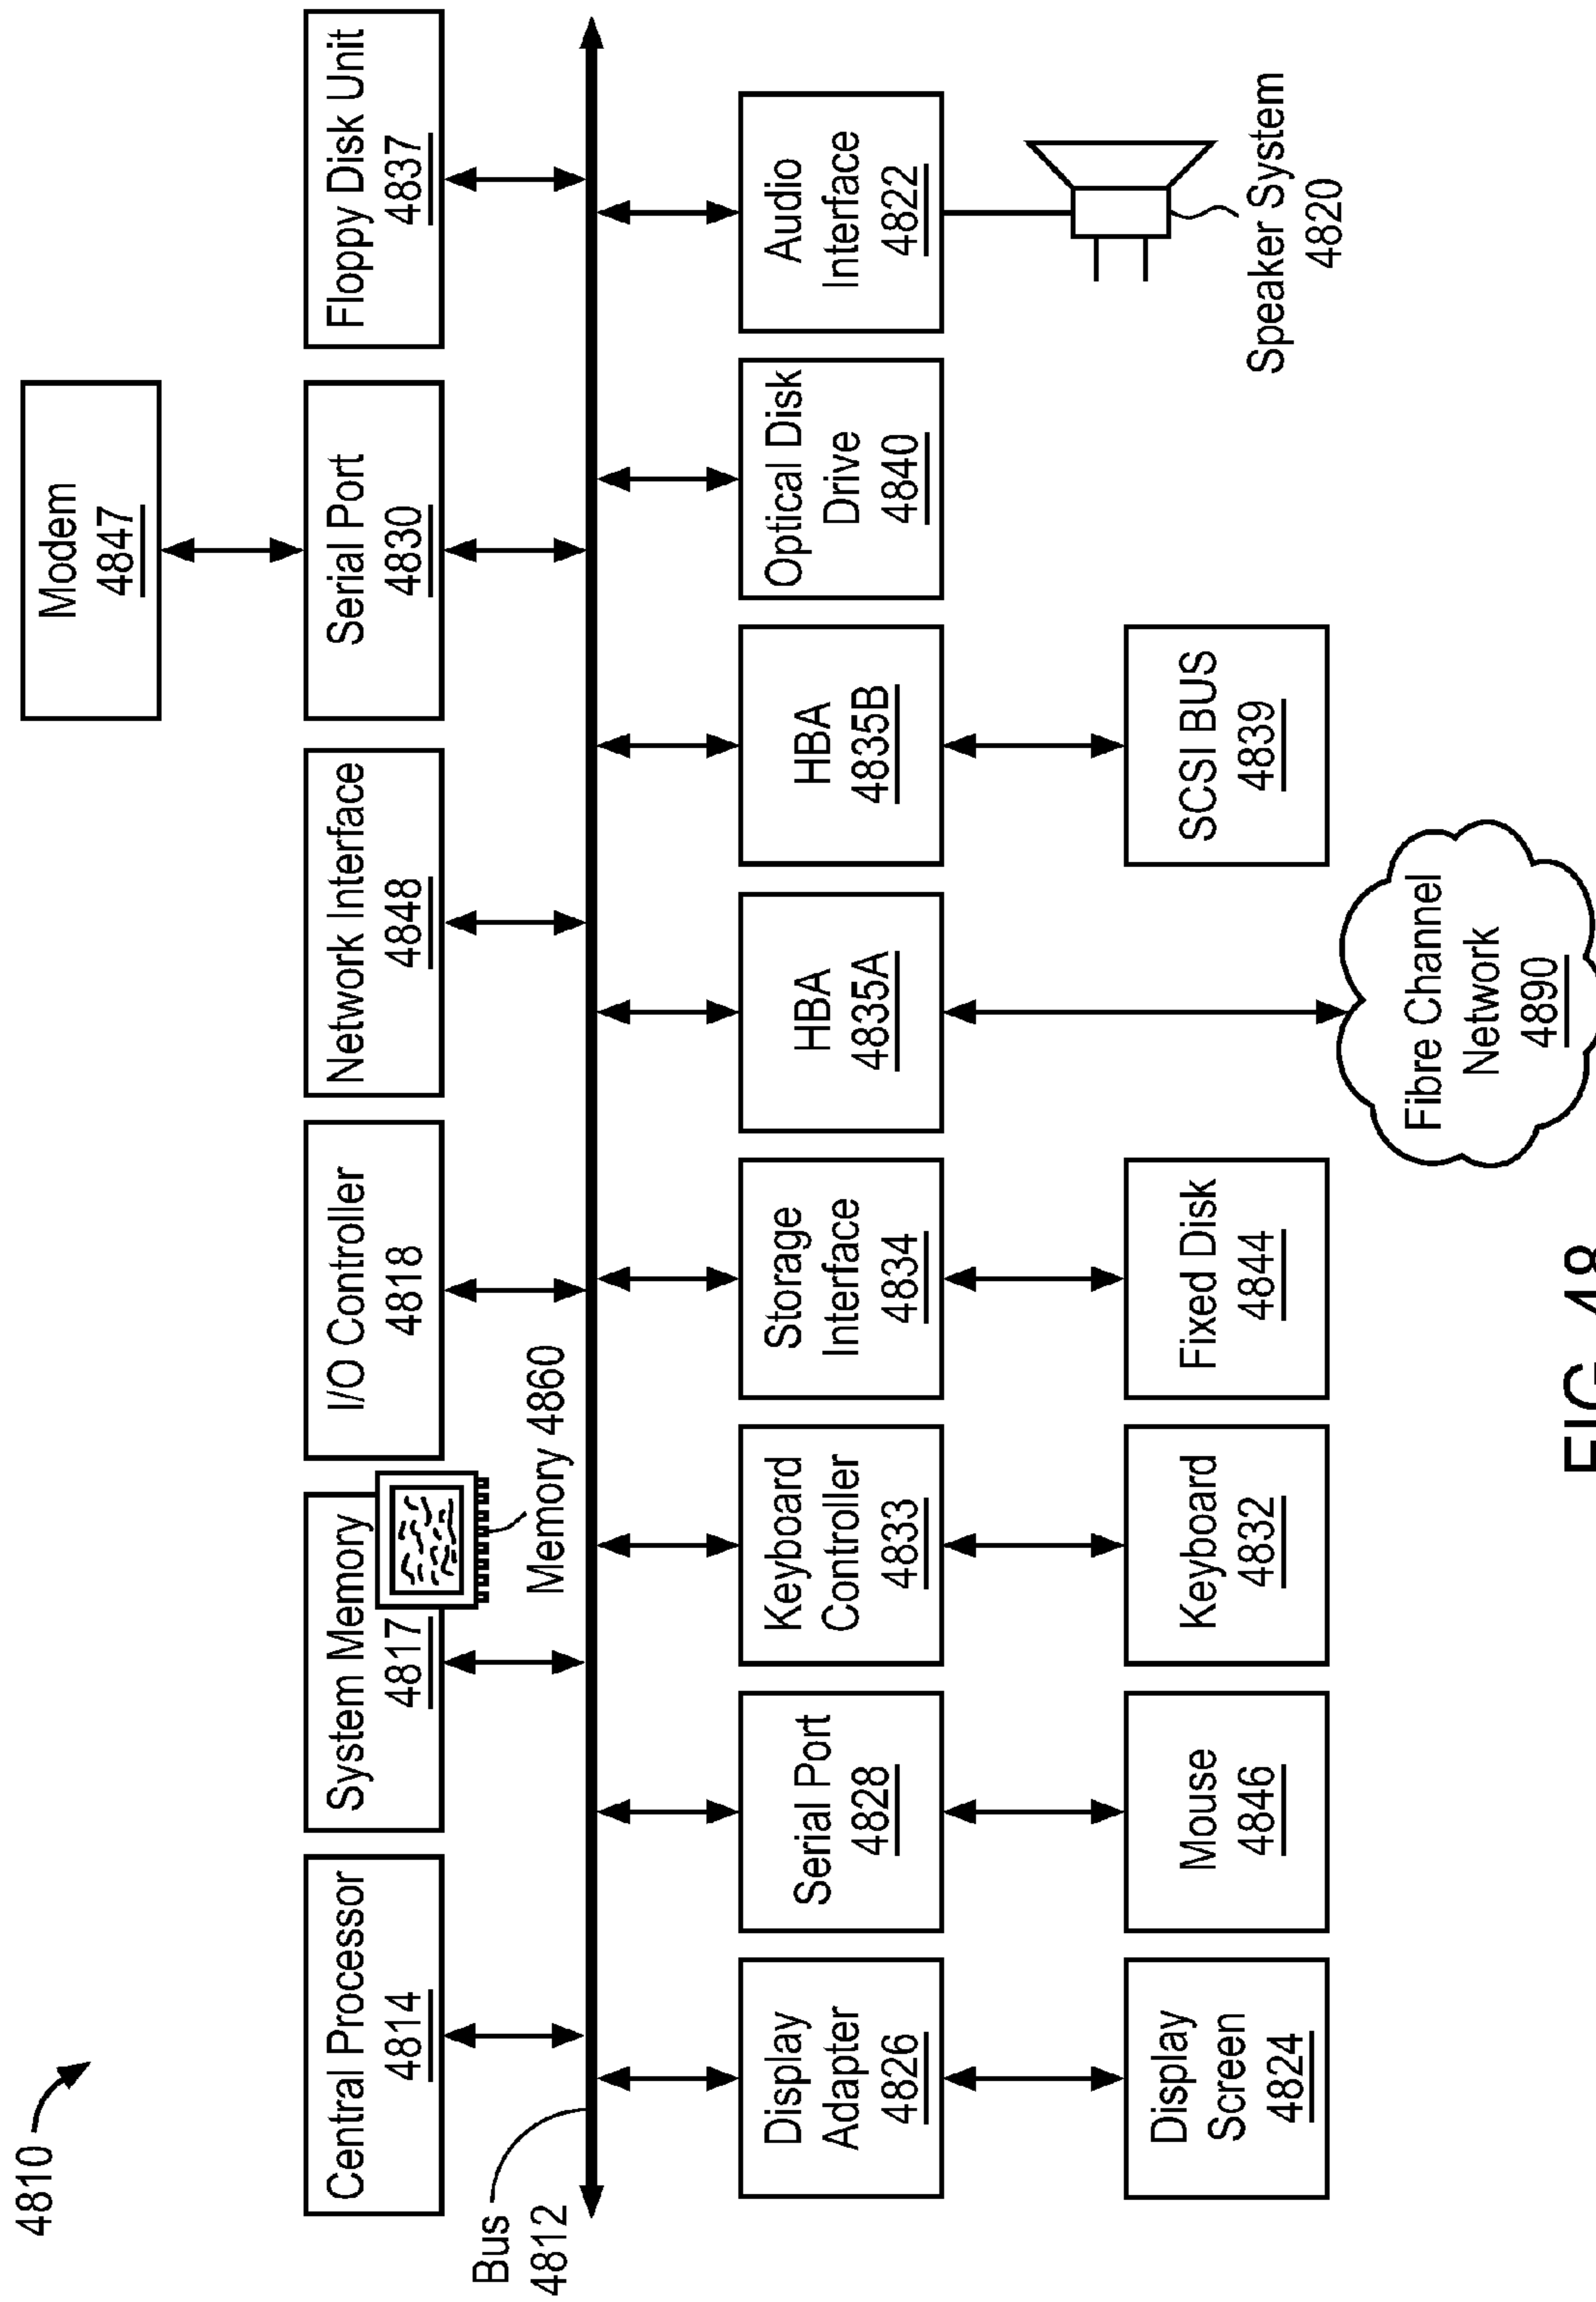 4810
Modem
4847
Central Processor
4814
System Memory
4817
I/O Controller
4818
Network Interface
4848
Serial Port
4830
Floppy Disk Unit
4837
Memory 4860
Bus
4812
Display
Adapter
4826
Serial Port
4828
Keyboard
Controller
4833
Storage
Interface
4834
HBA
4835A
HBA
4835B
Optical Disk
Drive
4840
Audio
Interface
4822
Display
Screen
4824
Mouse
4846
Keyboard
4832
Fixed Disk
4844
SCSI BUS
4839
Speaker System
4820
Fibre Channel
Network
4890
FIG. 48